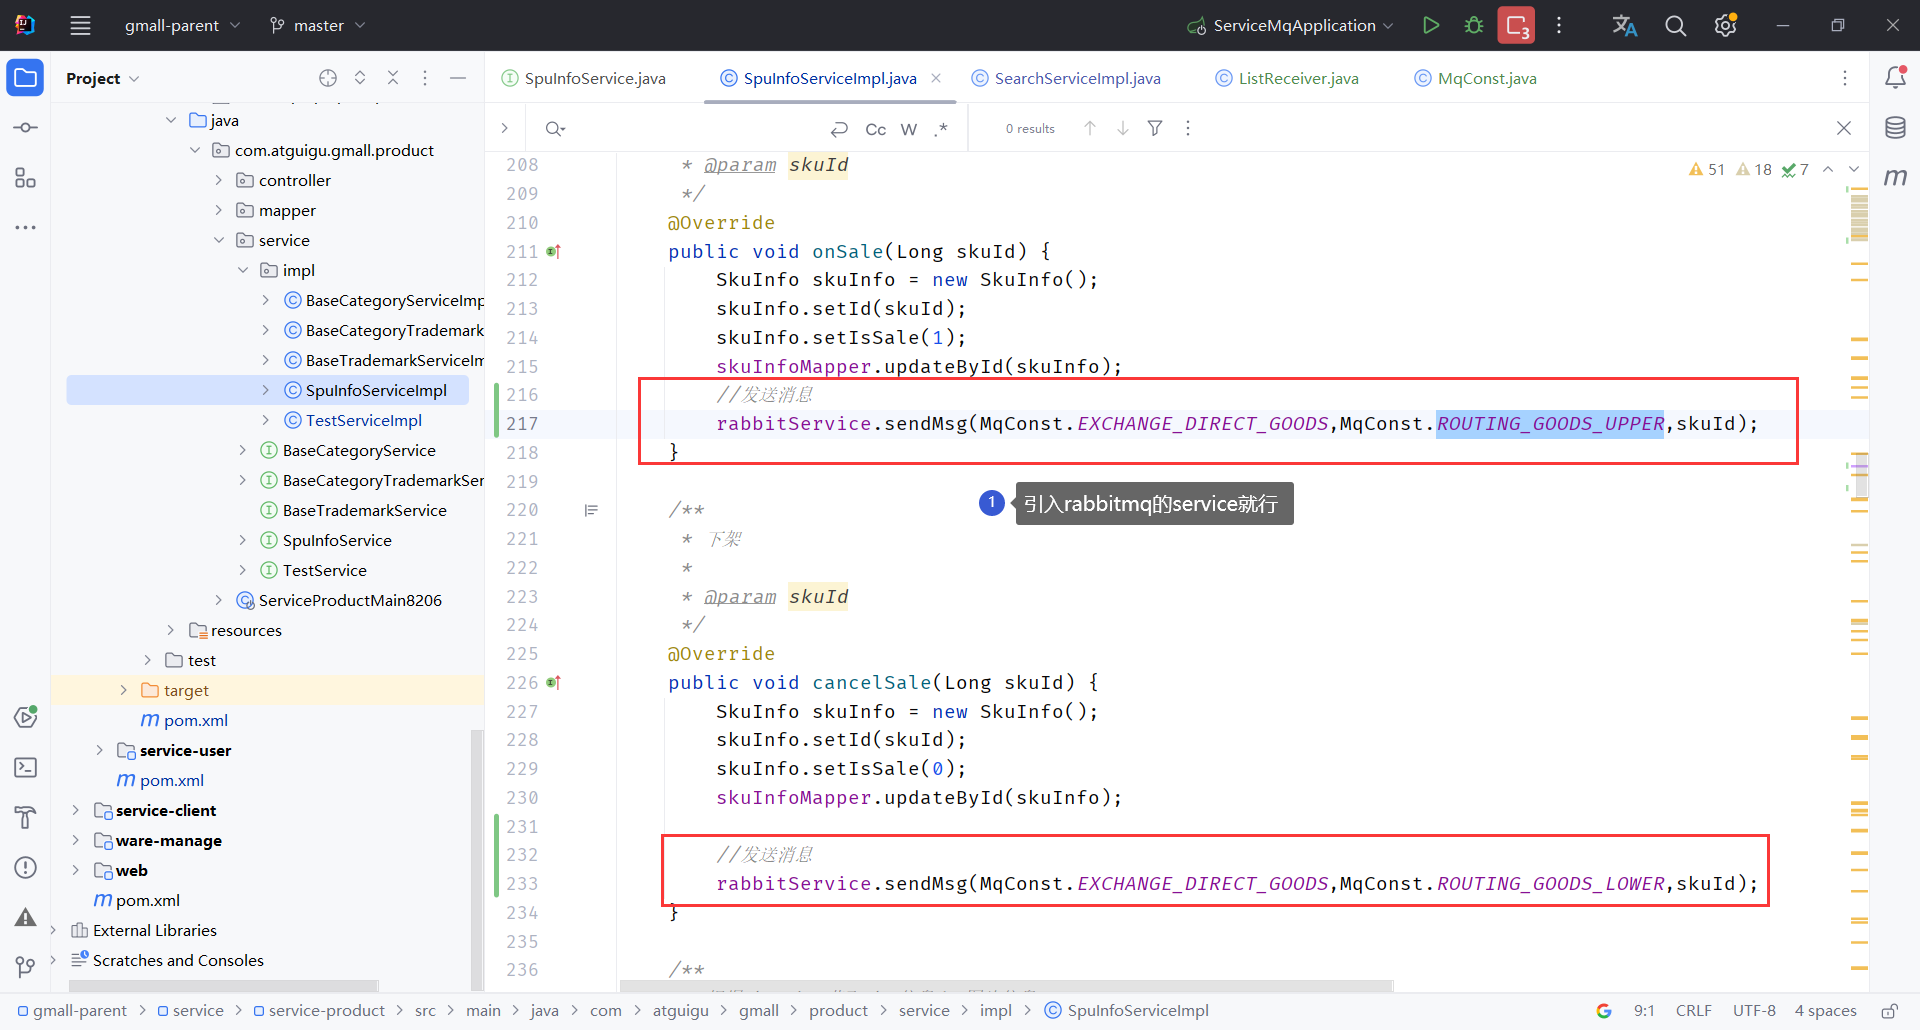 gmall-parent
master
ServiceMqApplication
3
Project
SpuInfoService.java
SpuInfoServiceImpl.java
SearchServiceImpl.java
ListReceiver.java
MqConst.java
Cc
W
.*
0 results
51
18
7
java
com.atguigu.gmall.product
controller
mapper
service
impl
BaseCategoryServiceImp
BaseCategoryTrademark
BaseTrademarkServiceIm
SpuInfoServiceImpl
TestServiceImpl
BaseCategoryService
BaseCategoryTrademarkSer
BaseTrademarkService
SpuInfoService
TestService
ServiceProductMain8206
resources
test
target
pom.xml
service-user
pom.xml
service-client
ware-manage
web
pom.xml
External Libraries
Scratches and Consoles
208 * @param skuId
209 */
210 @Override
211 public void onSale(Long skuId) {
212 SkuInfo skuInfo = new SkuInfo();
213 skuInfo.setId(skuId);
214 skuInfo.setIsSale(1);
215 skuInfoMapper.updateById(skuInfo);
216 //发送消息
217 rabbitService.sendMsg(MqConst.EXCHANGE_DIRECT_GOODS,MqConst.ROUTING_GOODS_UPPER,skuId);
218 }
219
1 引入rabbitmq的service就行
220 /**
221 * 下架
222 *
223 * @param skuId
224 */
225 @Override
226 public void cancelSale(Long skuId) {
227 SkuInfo skuInfo = new SkuInfo();
228 skuInfo.setId(skuId);
229 skuInfo.setIsSale(0);
230 skuInfoMapper.updateById(skuInfo);
231
232 //发送消息
233 rabbitService.sendMsg(MqConst.EXCHANGE_DIRECT_GOODS,MqConst.ROUTING_GOODS_LOWER,skuId);
234 }
235
236 /**
gmall-parent > service > service-product > src > main > java > com > atguigu > gmall > product > service > impl > SpuInfoServiceImpl
9:1 CRLF UTF-8 4 spaces